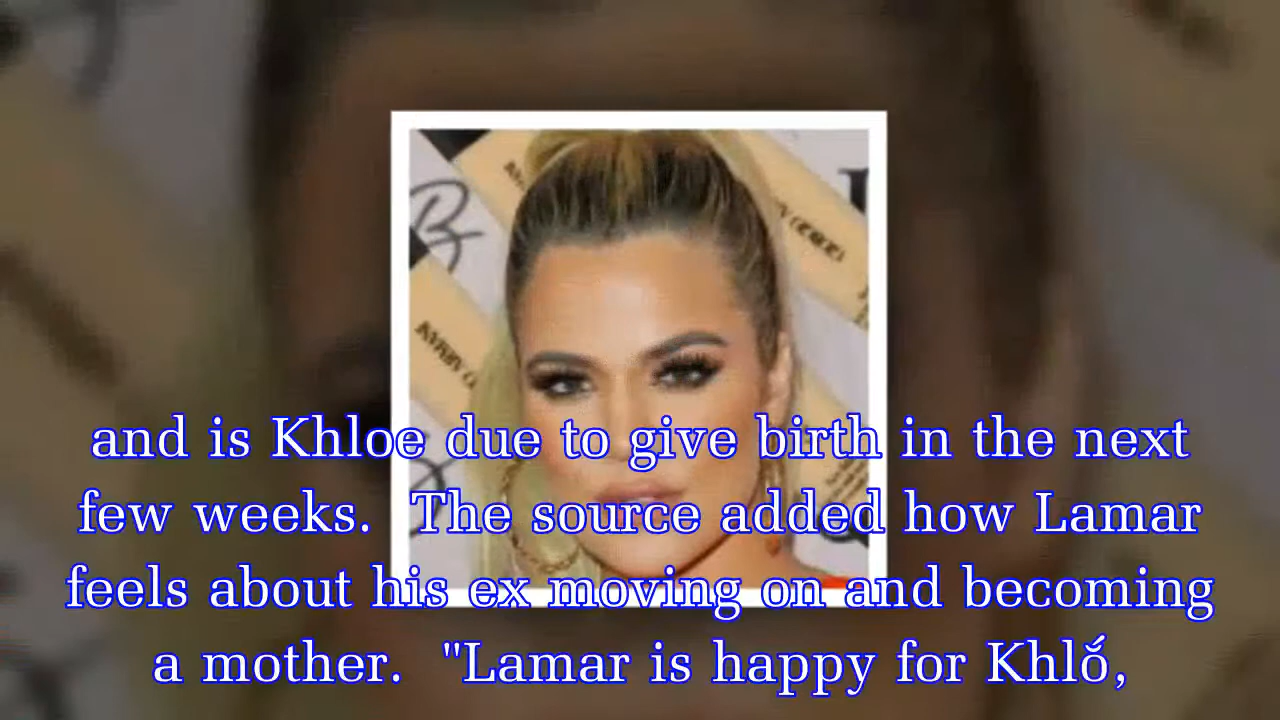 and is Khloe due to give birth in the next
few weeks. The source added how Lamar
feels about his ex moving on and becoming
a mother. "Lamar is happy for Khlő,